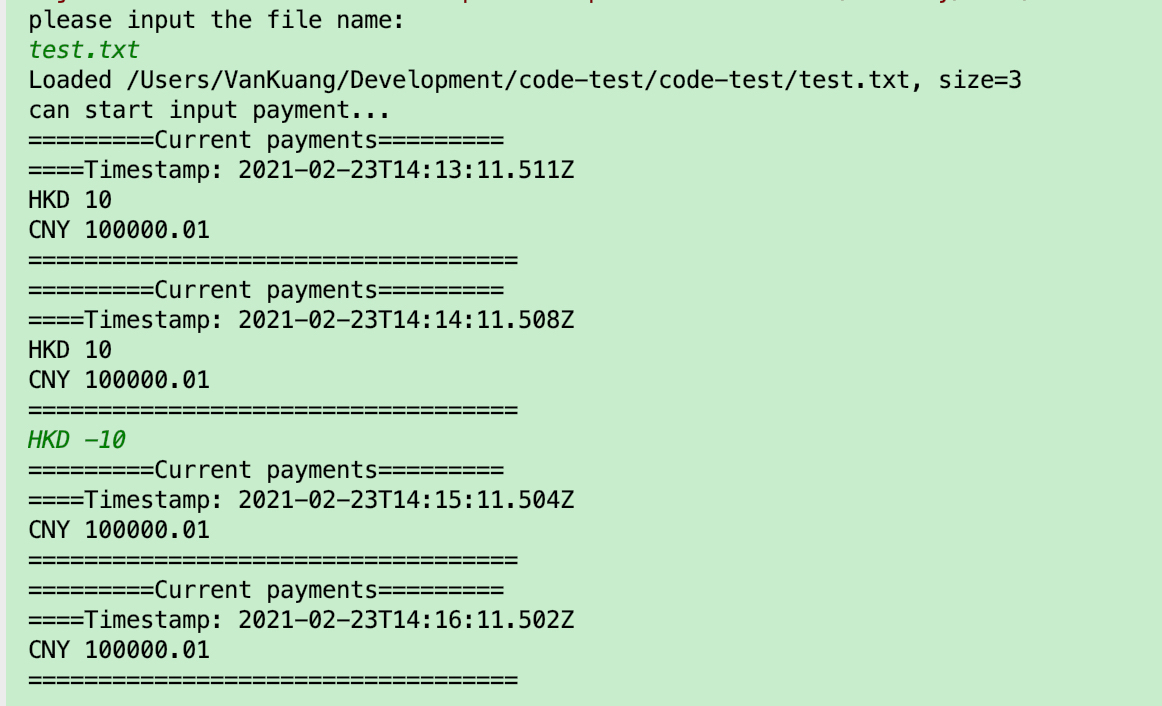 please input the file name:
test.txt
Loaded /Users/VanKuang/Development/code-test/code-test/test.txt, size=3
can start input payment...
=========Current payments=========
====Timestamp: 2021-02-23T14:13:11.511Z
HKD 10
CNY 100000.01
===================================
=========Current payments=========
====Timestamp: 2021-02-23T14:14:11.508Z
HKD 10
CNY 100000.01
===================================
HKD -10
=========Current payments=========
====Timestamp: 2021-02-23T14:15:11.504Z
CNY 100000.01
===================================
=========Current payments=========
====Timestamp: 2021-02-23T14:16:11.502Z
CNY 100000.01
===================================